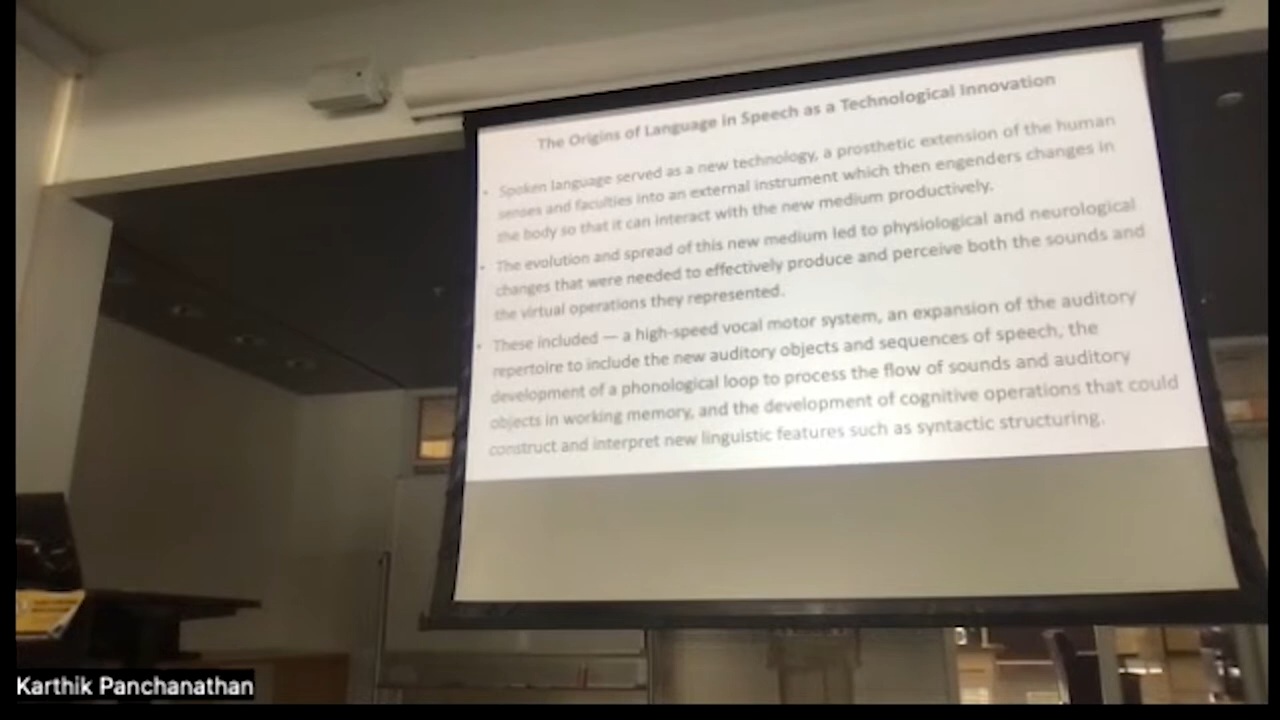 The Origins of Language in Speech as a Technological Innovation
• Spoken language served as a new technology, a prosthetic extension of the human
senses and faculties into an external instrument which then engenders changes in
the body so that it can interact with the new medium productively.
• The evolution and spread of this new medium led to physiological and neurological
changes that were needed to effectively produce and perceive both the sounds and
the virtual operations they represented.
• These included — a high-speed vocal motor system, an expansion of the auditory
repertoire to include the new auditory objects and sequences of speech, the
development of a phonological loop to process the flow of sounds and auditory
objects in working memory, and the development of cognitive operations that could
construct and interpret new linguistic features such as syntactic structuring.
Karthik Panchanathan